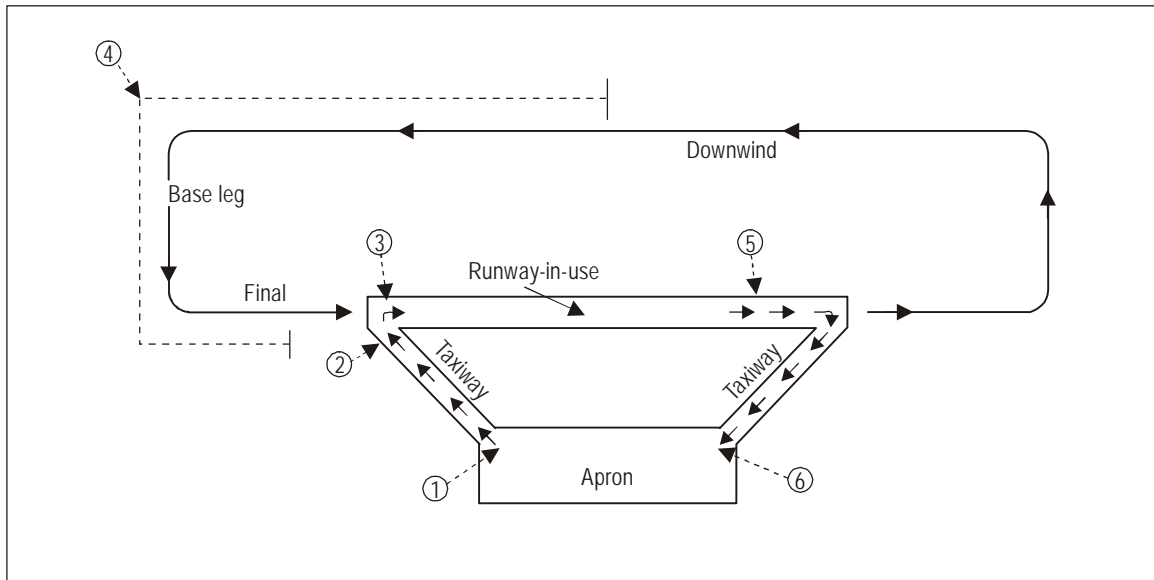 ④
Downwind
Base leg
③
⑤
Runway-in-use
Final
②
Taxiway
Taxiway
①
Apron
⑥